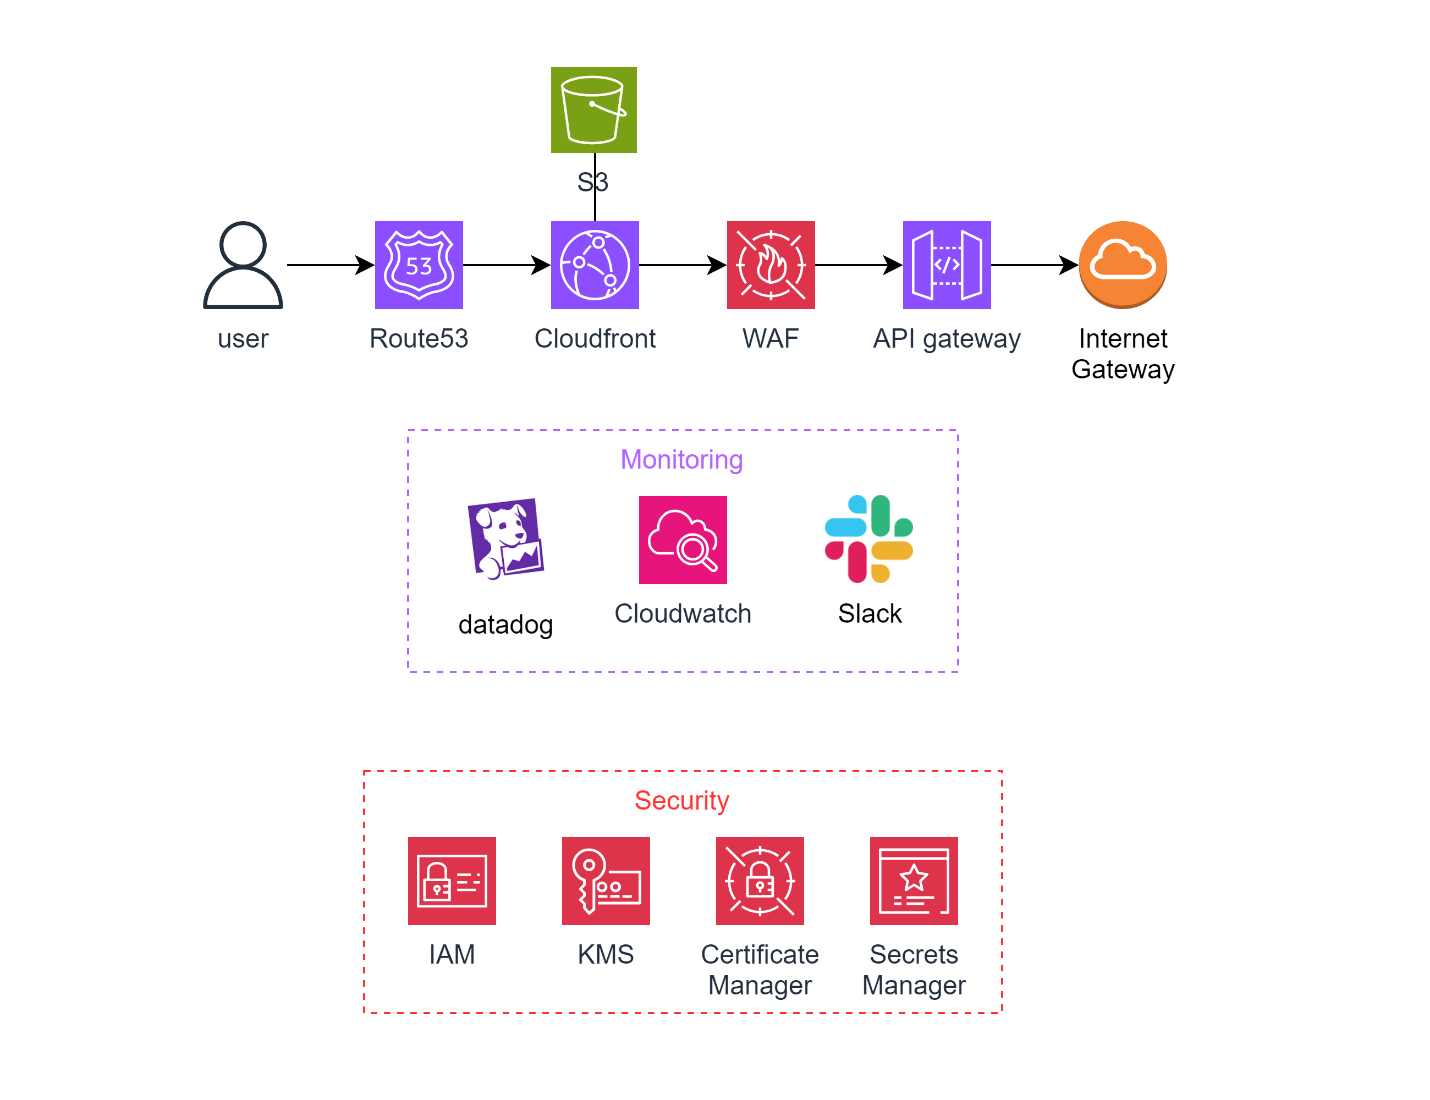 S3
53
user
Route53
Cloudfront
WAF
API gateway
Internet
Gateway
Monitoring
datadog
Cloudwatch
Slack
Security
IAM
KMS
Certificate
Manager
Secrets
Manager